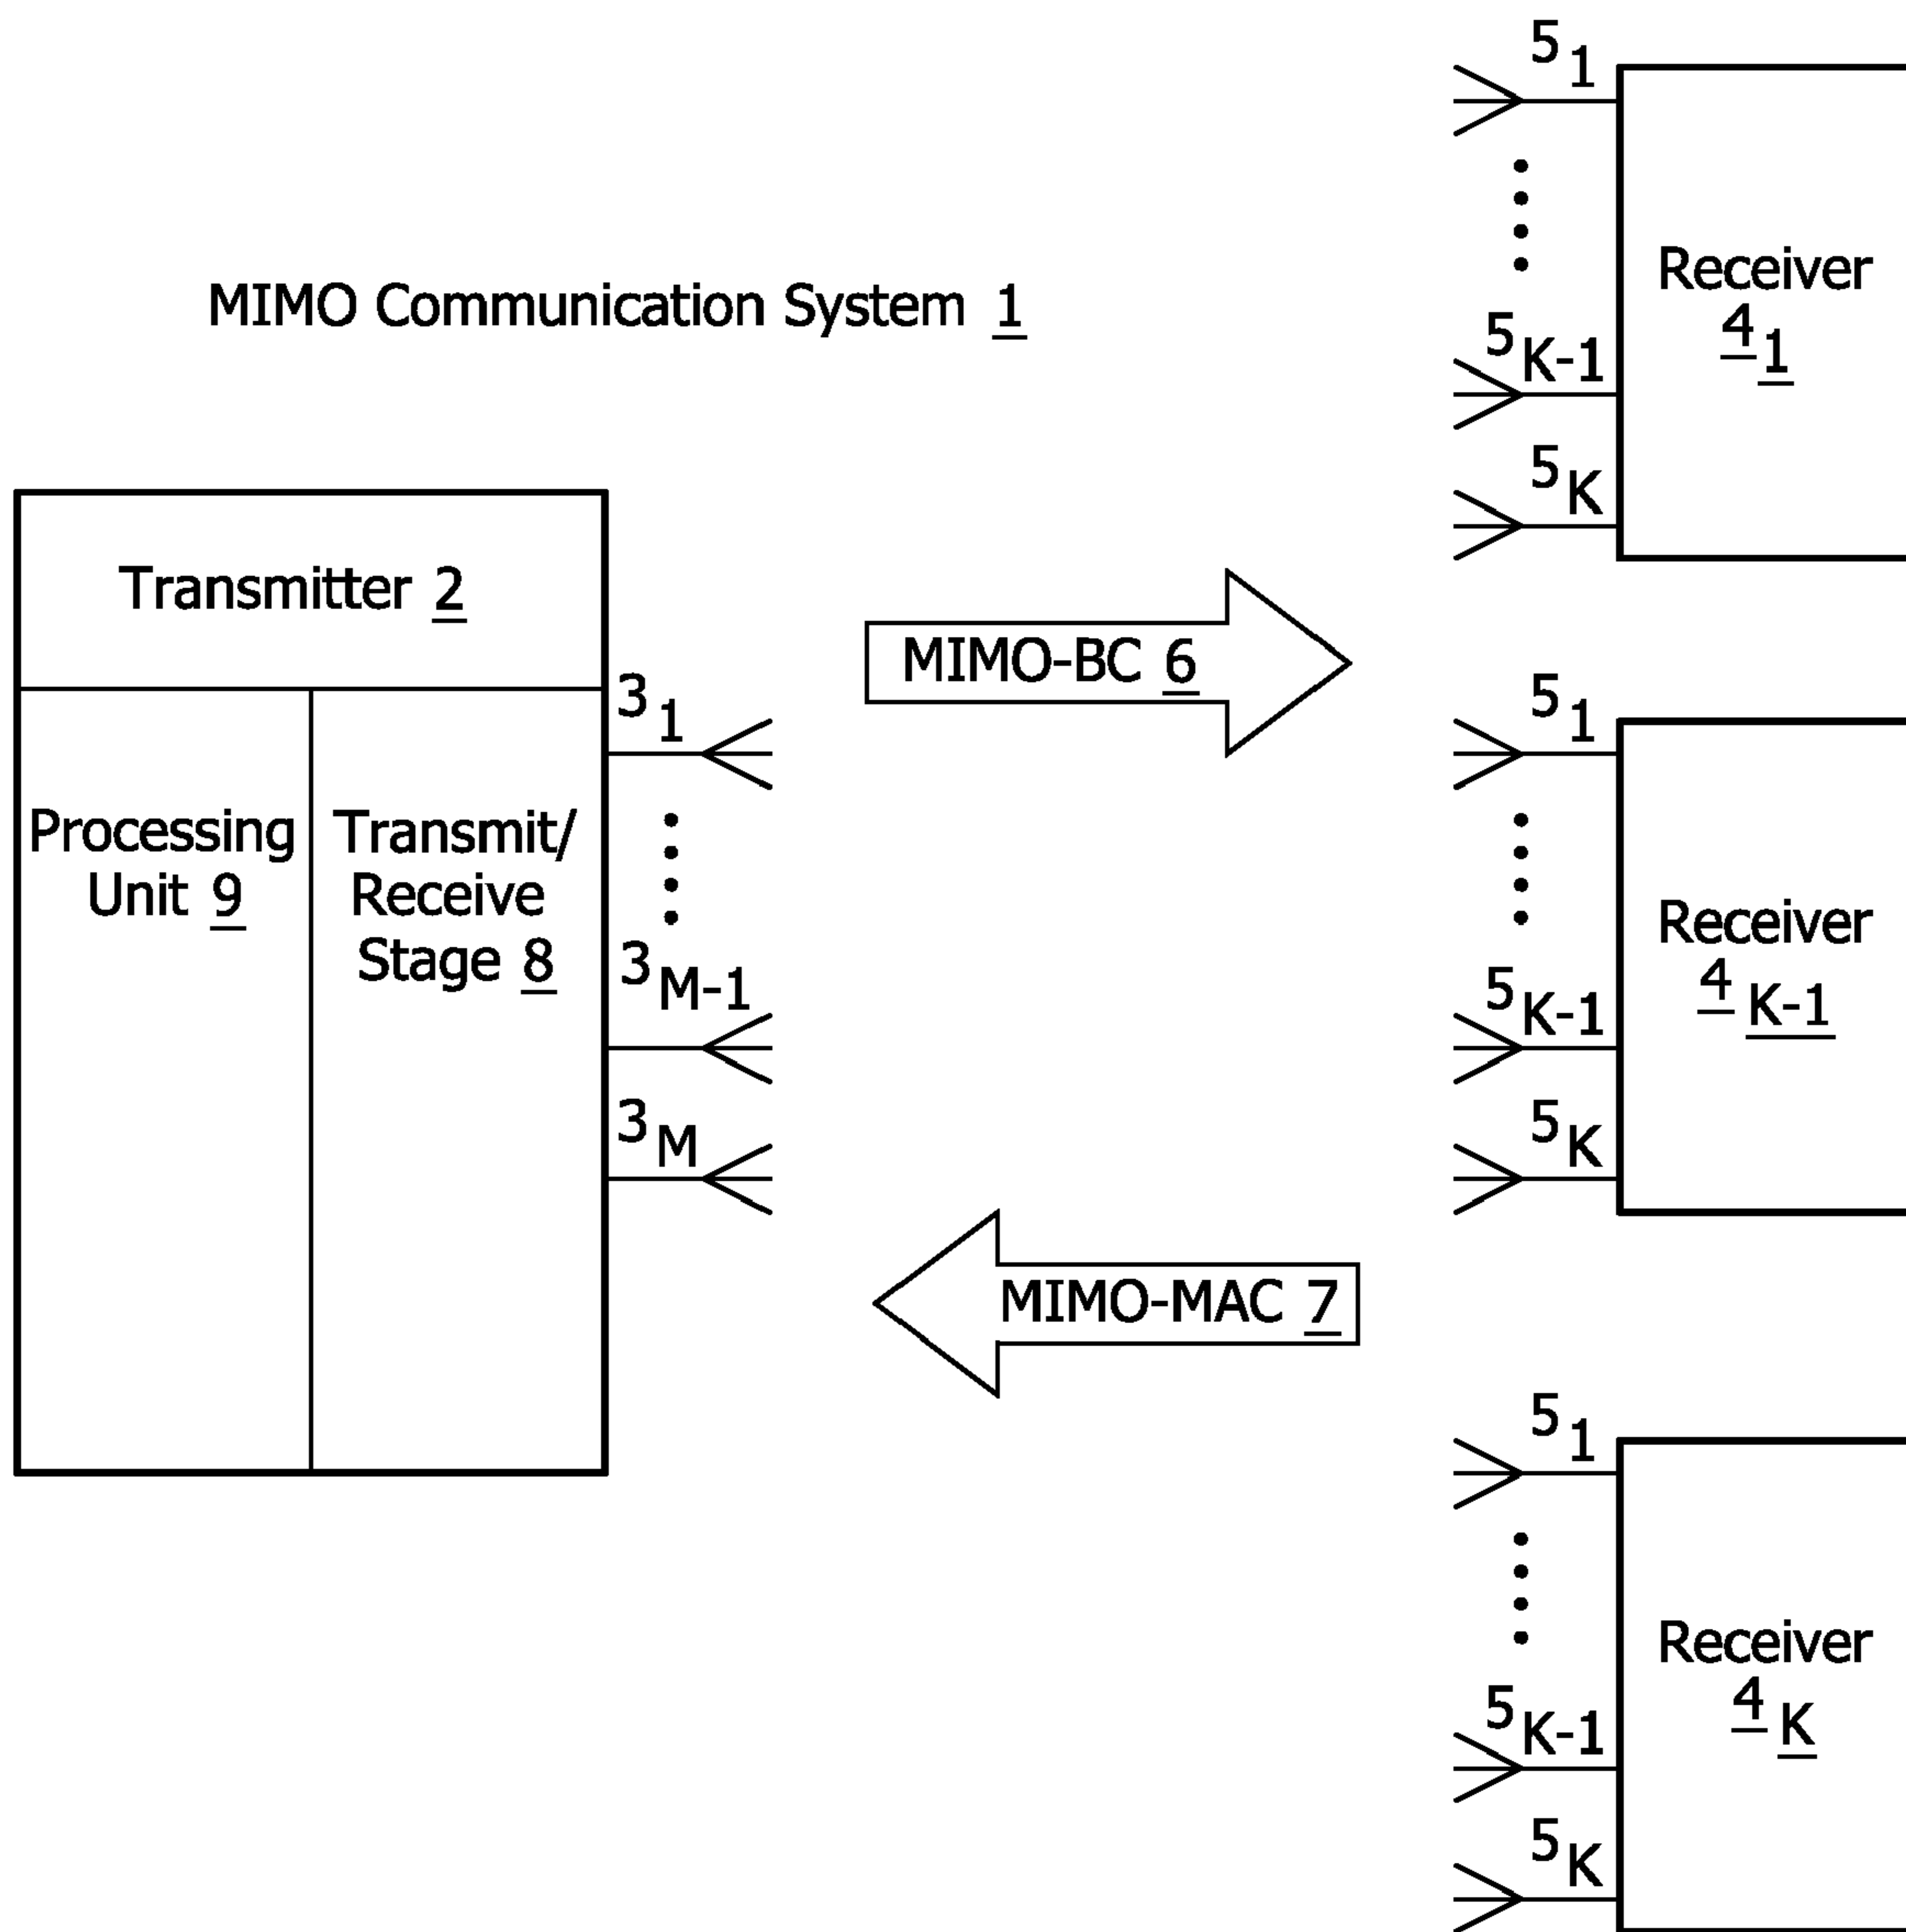 MIMO Communication System 1
Transmitter 2
Processing
Unit 9
Transmit/
Receive
Stage 8
3 1
3 M-1
3 M
MIMO-BC 6
MIMO-MAC 7
5 1
5 K-1
5 K
Receiver
4 1
5 1
5 K-1
5 K
Receiver
4 K-1
5 1
5 K-1
5 K
Receiver
4 K